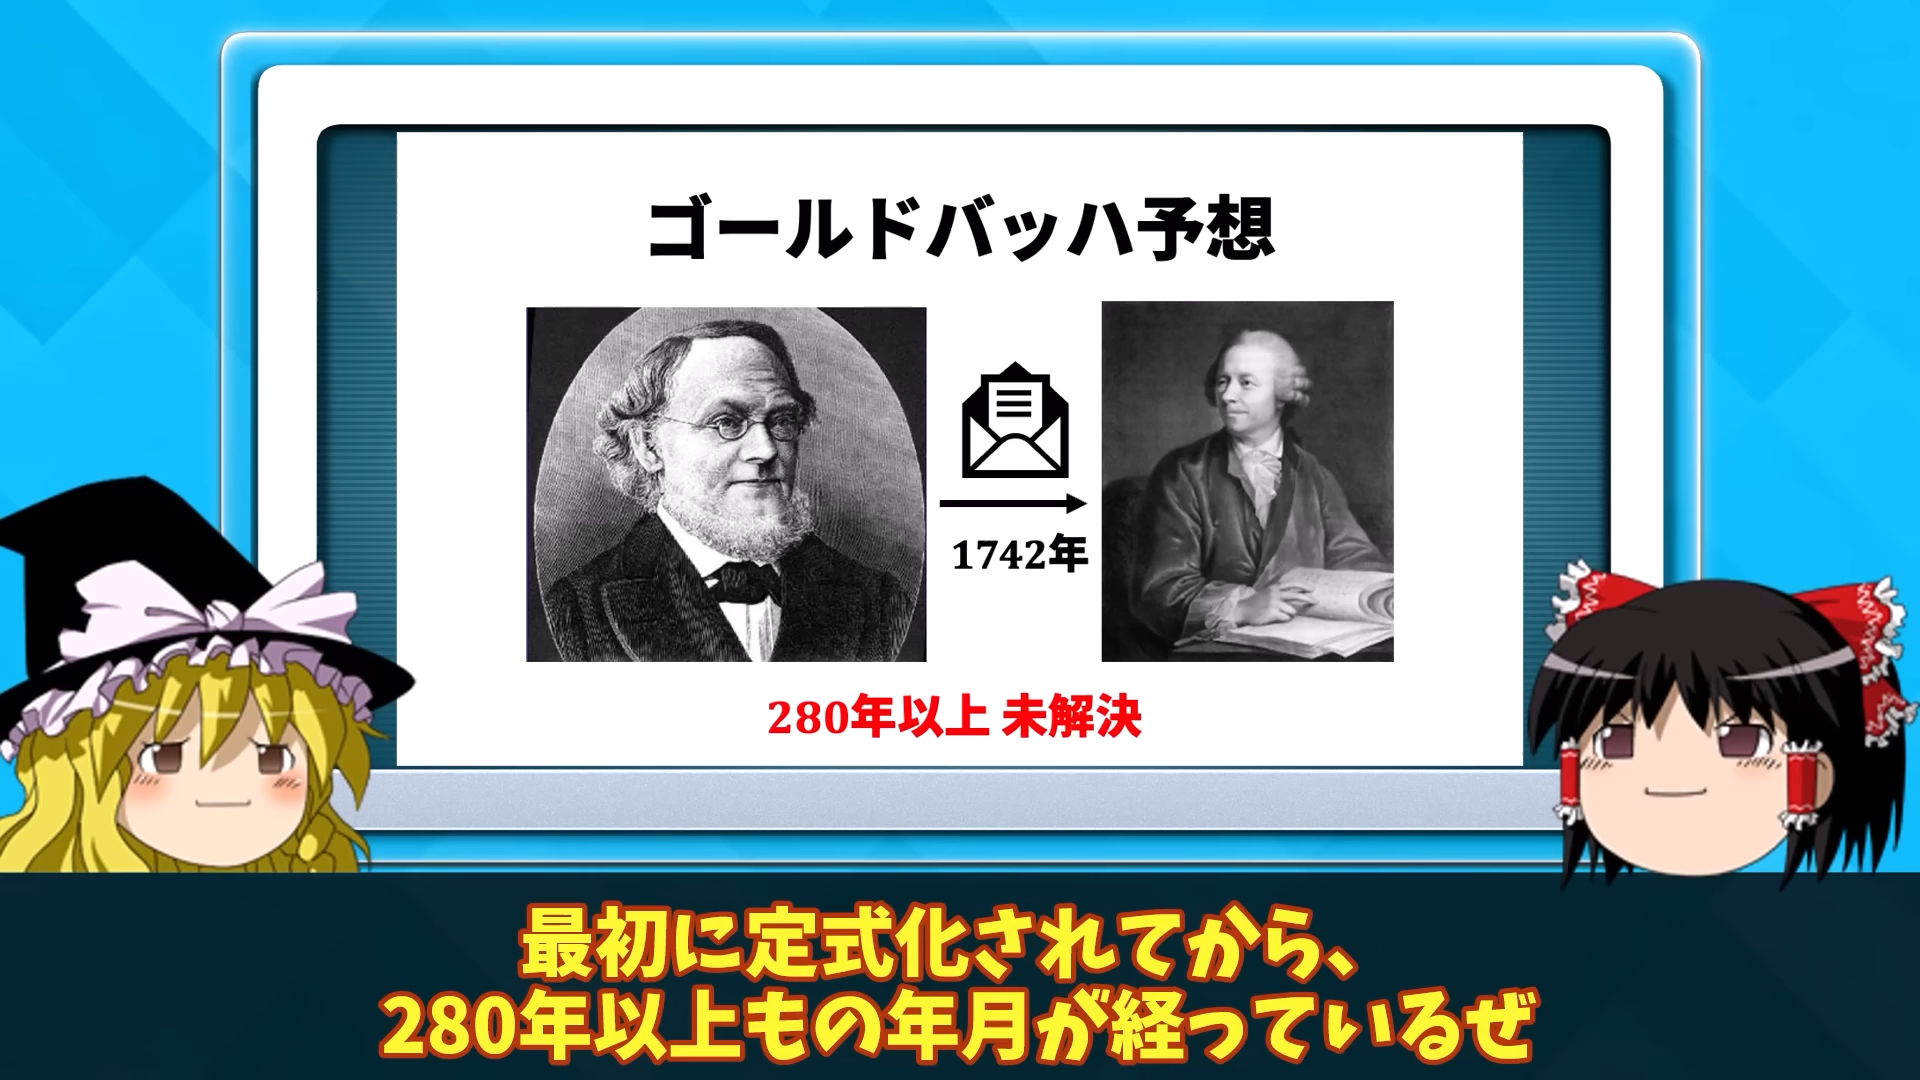 ゴールドバッハ予想
1742年
280年以上 未解決
最初に定式化されてから、
280年以上もの年月が経っているぜ